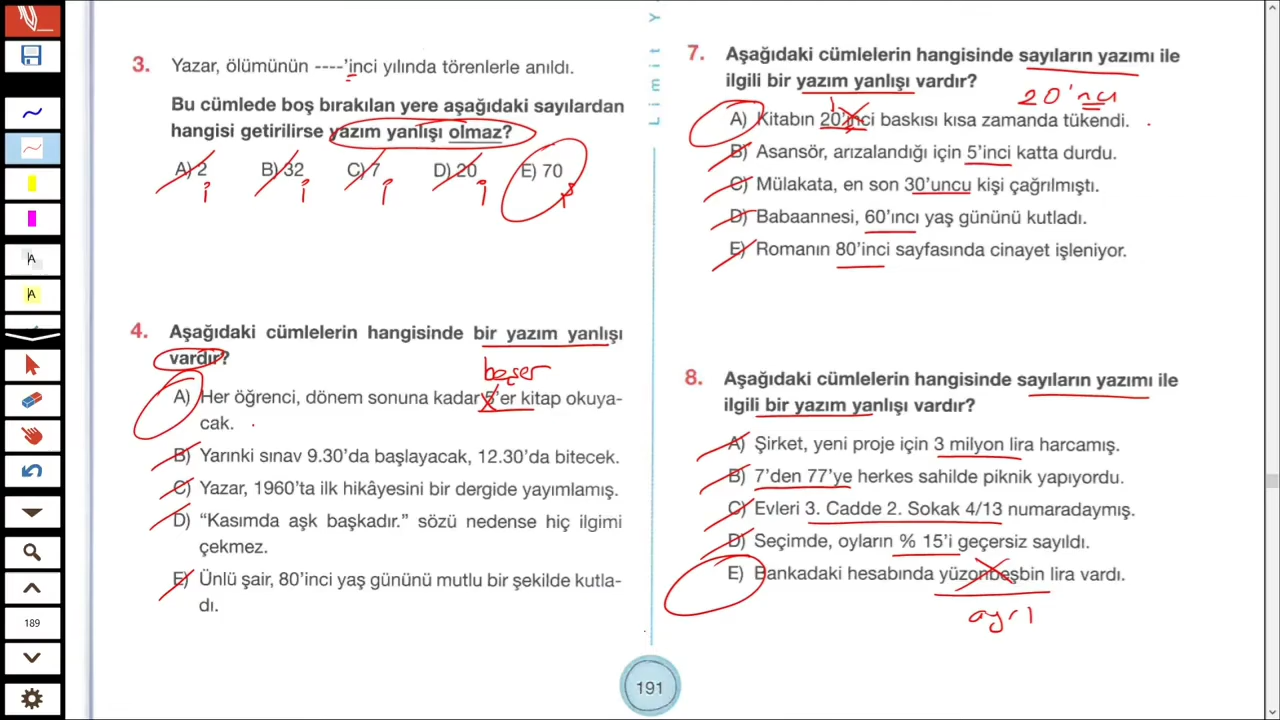 3. Yazar, ölümünün ----'inci yılında törenlerle anıldı.
Bu cümlede boş bırakılan yere aşağıdaki sayılardan
hangisi getirilirse yazım yanlışı olmaz?
A) 2 B) 32 C) 7 D) 20 E) 70
i i i i
4. Aşağıdaki cümlelerin hangisinde bir yazım yanlışı
vardır?
beşer
A) Her öğrenci, dönem sonuna kadar 5'er kitap okuya-
cak.
B) Yarınki sınav 9.30'da başlayacak, 12.30'da bitecek.
C) Yazar, 1960'ta ilk hikâyesini bir dergide yayımlamış.
D) “Kasımda aşk başkadır.” sözü nedense hiç ilgimi
çekmez.
E) Ünlü şair, 80'inci yaş gününü mutlu bir şekilde kutla-
dı.
Limit Y
7. Aşağıdaki cümlelerin hangisinde sayıların yazımı ile
ilgili bir yazım yanlışı vardır?
20'nci
A) Kitabın 20'inci baskısı kısa zamanda tükendi.
B) Asansör, arızalandığı için 5'inci katta durdu.
C) Mülakata, en son 30'uncu kişi çağrılmıştı.
D) Babaannesi, 60'ıncı yaş gününü kutladı.
E) Romanın 80'inci sayfasında cinayet işleniyor.
8. Aşağıdaki cümlelerin hangisinde sayıların yazımı ile
ilgili bir yazım yanlışı vardır?
A) Şirket, yeni proje için 3 milyon lira harcamış.
B) 7'den 77'ye herkes sahilde piknik yapıyordu.
C) Evleri 3. Cadde 2. Sokak 4/13 numaradaymış.
D) Seçimde, oyların % 15'i geçersiz sayıldı.
E) Bankadaki hesabında yüzonbeşbin lira vardı.
ayrı
191
A
A
189